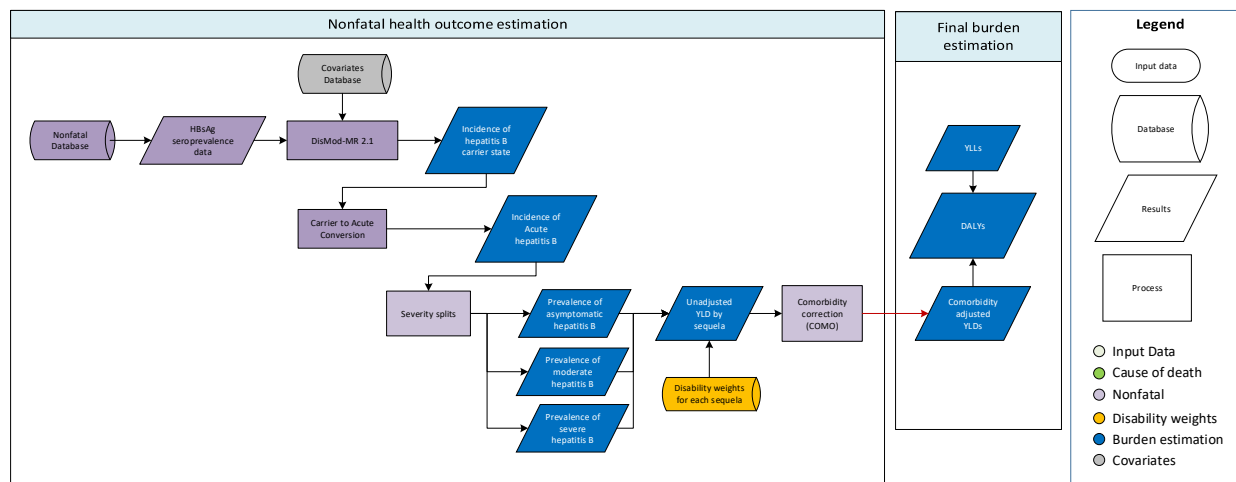 Nonfatal health outcome estimation
Final burden
estimation
Legend
Covariates
Database
Nonfatal
Database
HBsAg
seroprevalence
data
DisMod-MR 2.1
Incidence of
hepatitis B
carrier state
Carrier to Acute
Conversion
Incidence of
Acute
hepatitis B
Severity splits
Prevalence of
asymptomatic
hepatitis B
Prevalence of
moderate
hepatitis B
Prevalence of
severe
hepatitis B
Unadjusted
YLD by
sequela
Disability weights
for each sequela
Comorbidity
correction
(COMO)
YLLs
DALYs
Comorbidity
adjusted
YLDs
Input data
Database
Results
Process
Input Data
Cause of death
Nonfatal
Disability weights
Burden estimation
Covariates